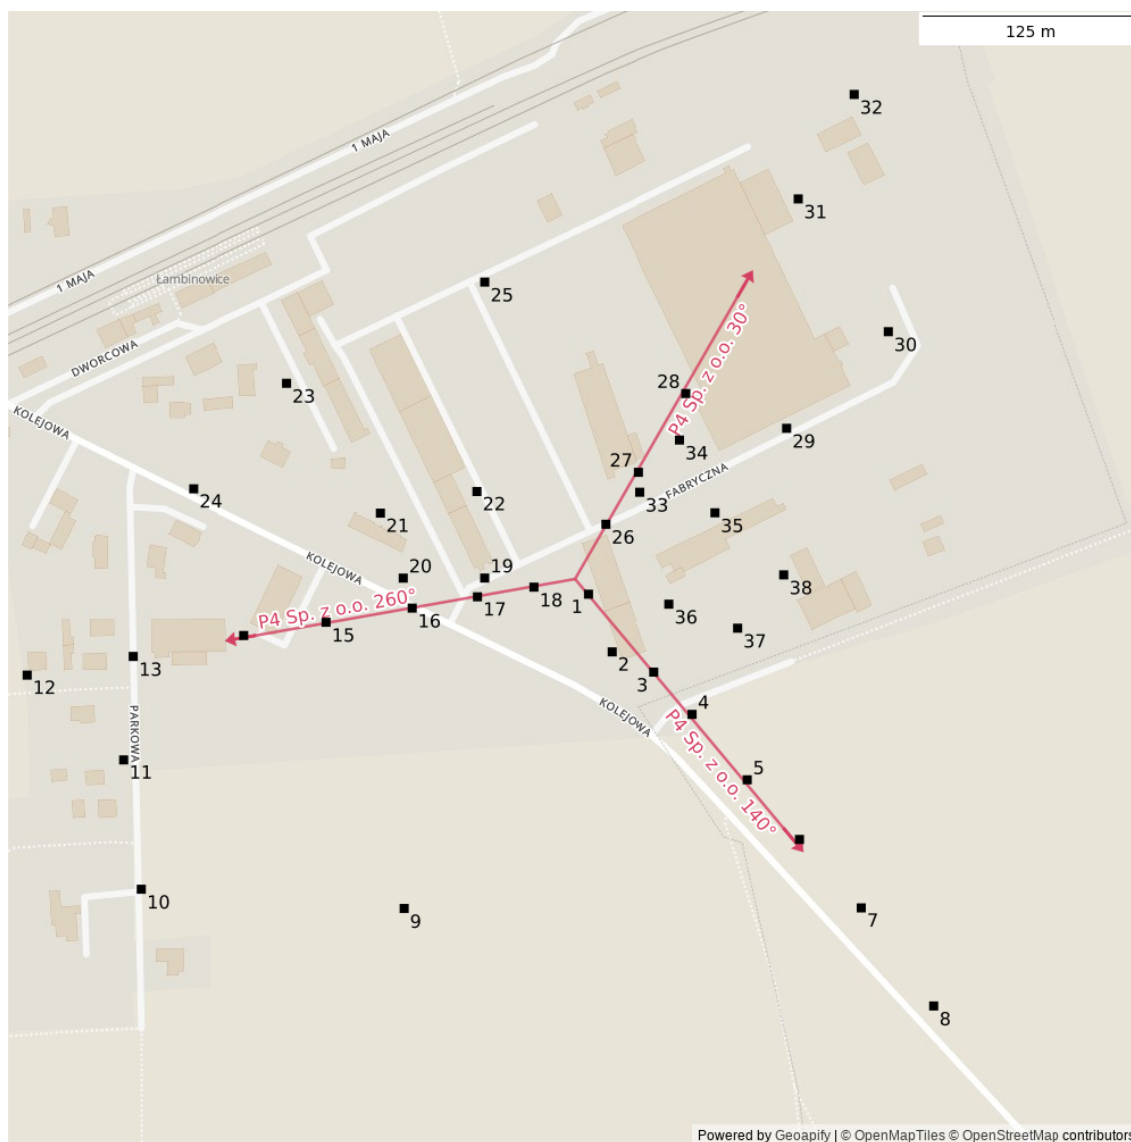 125 m
32
1 MAJA
31
Łambinowice
1 MAJA
25
30
DWORCOWA
P4 Sp. z o.o. 30°
23
28
KOLEJOWA
29
34
27
24
22
33
FABRYCZNA
21
35
26
KOLEJOWA
20
19
38
18
1
P4 Sp. z o.o. 260°
17
36
16
15
37
13
2
12
3
4
PARKOWA
KOLEJOWA
P4 Sp. z o.o. 140°
11
5
10
9
7
8
Powered by Geoapify | © OpenMapTiles © OpenStreetMap contributors